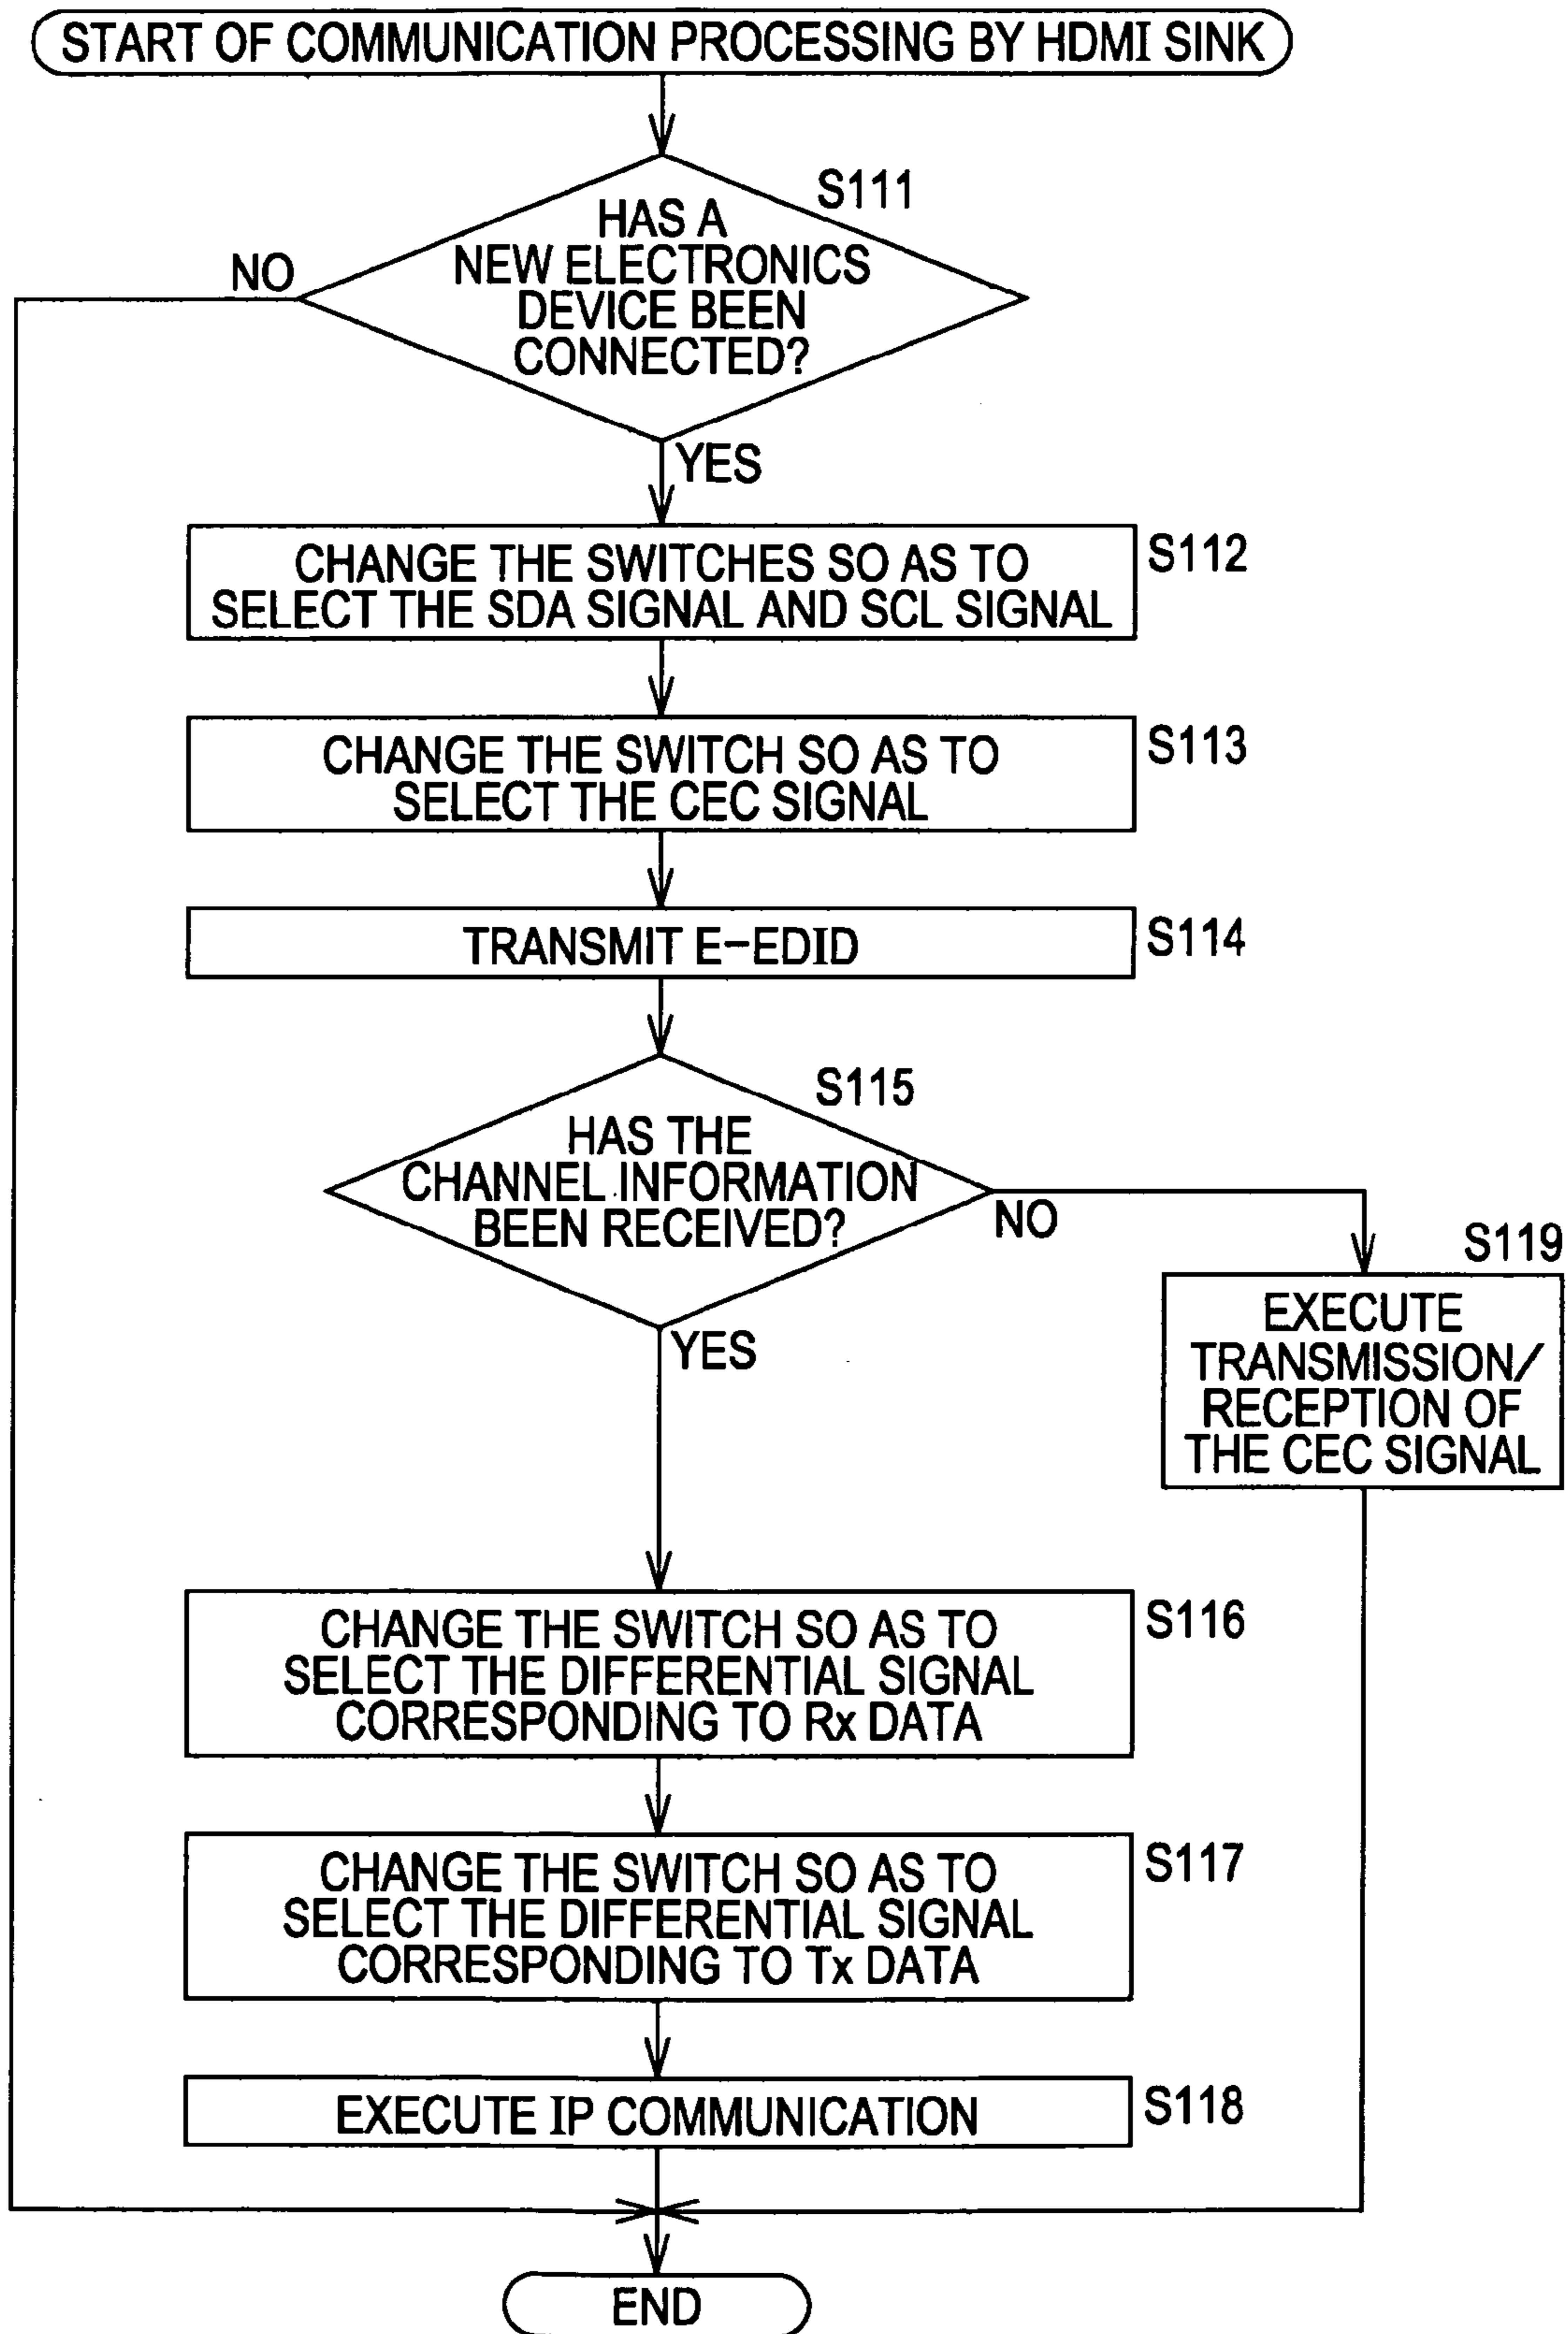 START OF COMMUNICATION PROCESSING BY HDMI SINK
S111
HAS A
NEW ELECTRONICS
DEVICE BEEN
CONNECTED?
NO
YES
CHANGE THE SWITCHES SO AS TO
SELECT THE SDA SIGNAL AND SCL SIGNAL
S112
CHANGE THE SWITCH SO AS TO
SELECT THE CEC SIGNAL
S113
TRANSMIT E-EDID
S114
S115
HAS THE
CHANNEL INFORMATION
BEEN RECEIVED?
NO
YES
S119
EXECUTE
TRANSMISSION/
RECEPTION OF
THE CEC SIGNAL
CHANGE THE SWITCH SO AS TO
SELECT THE DIFFERENTIAL SIGNAL
CORRESPONDING TO Rx DATA
S116
CHANGE THE SWITCH SO AS TO
SELECT THE DIFFERENTIAL SIGNAL
CORRESPONDING TO Tx DATA
S117
EXECUTE IP COMMUNICATION
S118
END